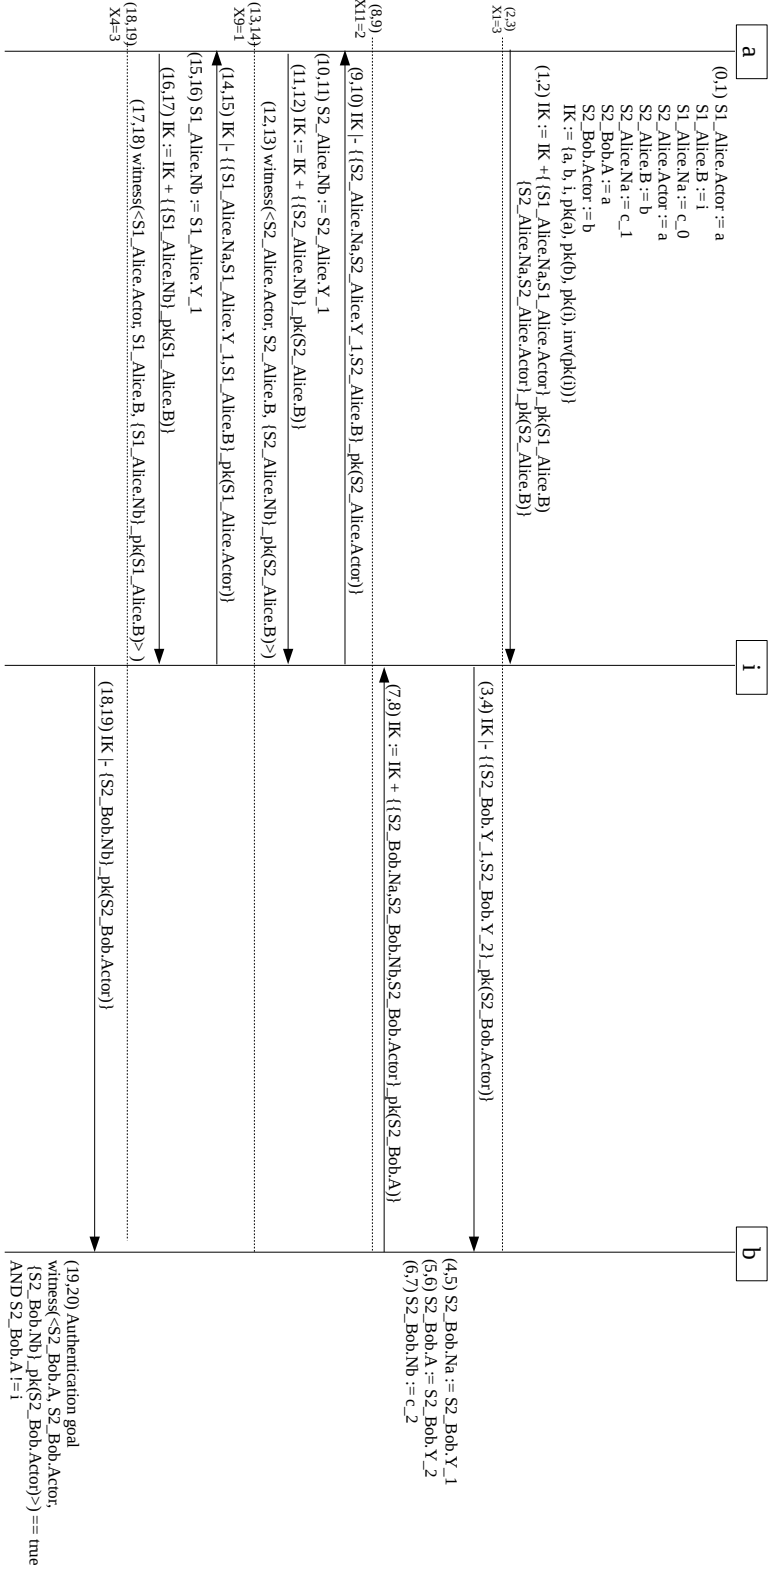 a
i
b
(0,1) S1_Alice.Actor := a
S1_Alice.B := i
S1_Alice.Na := c_0
S2_Alice.Actor := a
S2_Alice.B := b
S2_Alice.Na := c_1
S2_Bob.A := a
S2_Bob.Actor := b
IK := {a, b, i, pk(a), pk(b), pk(i), inv(pk(i))}
(1,2) IK := IK +{{S1_Alice.Na,S1_Alice.Actor}_pk(S1_Alice.B)
{S2_Alice.Na,S2_Alice.Actor}_pk(S2_Alice.B)}
(2,3)
X1=3
(3,4) IK |- {{S2_Bob.Y_1,S2_Bob.Y_2}_pk(S2_Bob.Actor)}
(4,5) S2_Bob.Na := S2_Bob.Y_1
(5,6) S2_Bob.A := S2_Bob.Y_2
(6,7) S2_Bob.Nb := c_2
(7,8) IK := IK + {{S2_Bob.Na,S2_Bob.Nb,S2_Bob.Actor}_pk(S2_Bob.A)}
(8,9)
X11=2
(9,10) IK |- {{S2_Alice.Na,S2_Alice.Y_1,S2_Alice.B}_pk(S2_Alice.Actor)}
(10,11) S2_Alice.Nb := S2_Alice.Y_1
(11,12) IK := IK + {{S2_Alice.Nb}_pk(S2_Alice.B)}
(12,13) witness(<S2_Alice.Actor, S2_Alice.B, {S2_Alice.Nb}_pk(S2_Alice.B)>)
(13,14)
X9=1
(14,15) IK |- {{S1_Alice.Na,S1_Alice.Y_1,S1_Alice.B}_pk(S1_Alice.Actor)}
(15,16) S1_Alice.Nb := S1_Alice.Y_1
(16,17) IK := IK + {{S1_Alice.Nb}_pk(S1_Alice.B)}
(17,18) witness(<S1_Alice.Actor, S1_Alice.B, {S1_Alice.Nb}_pk(S1_Alice.B)> )
(18,19)
X4=3
(18,19) IK |- {S2_Bob.Nb}_pk(S2_Bob.Actor)}
(19,20) Authentication goal
witness(<S2_Bob.A, S2_Bob.Actor,
{S2_Bob.Nb}_pk(S2_Bob.Actor)>) == true
AND S2_Bob.A != i